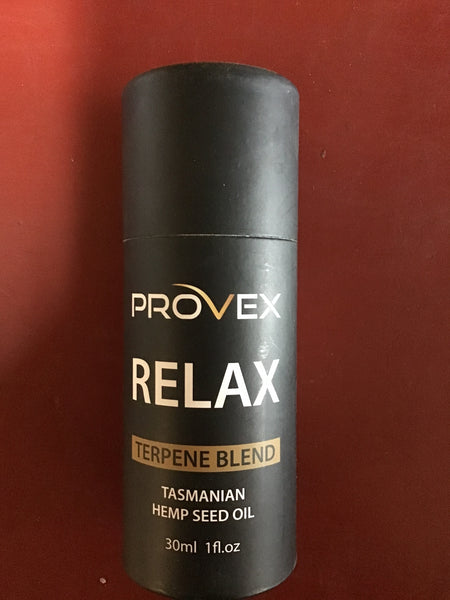 PROVEX
RELAX
TERPENE BLEND
TASMANIAN
HEMP SEED OIL
30ml 1fl.oz